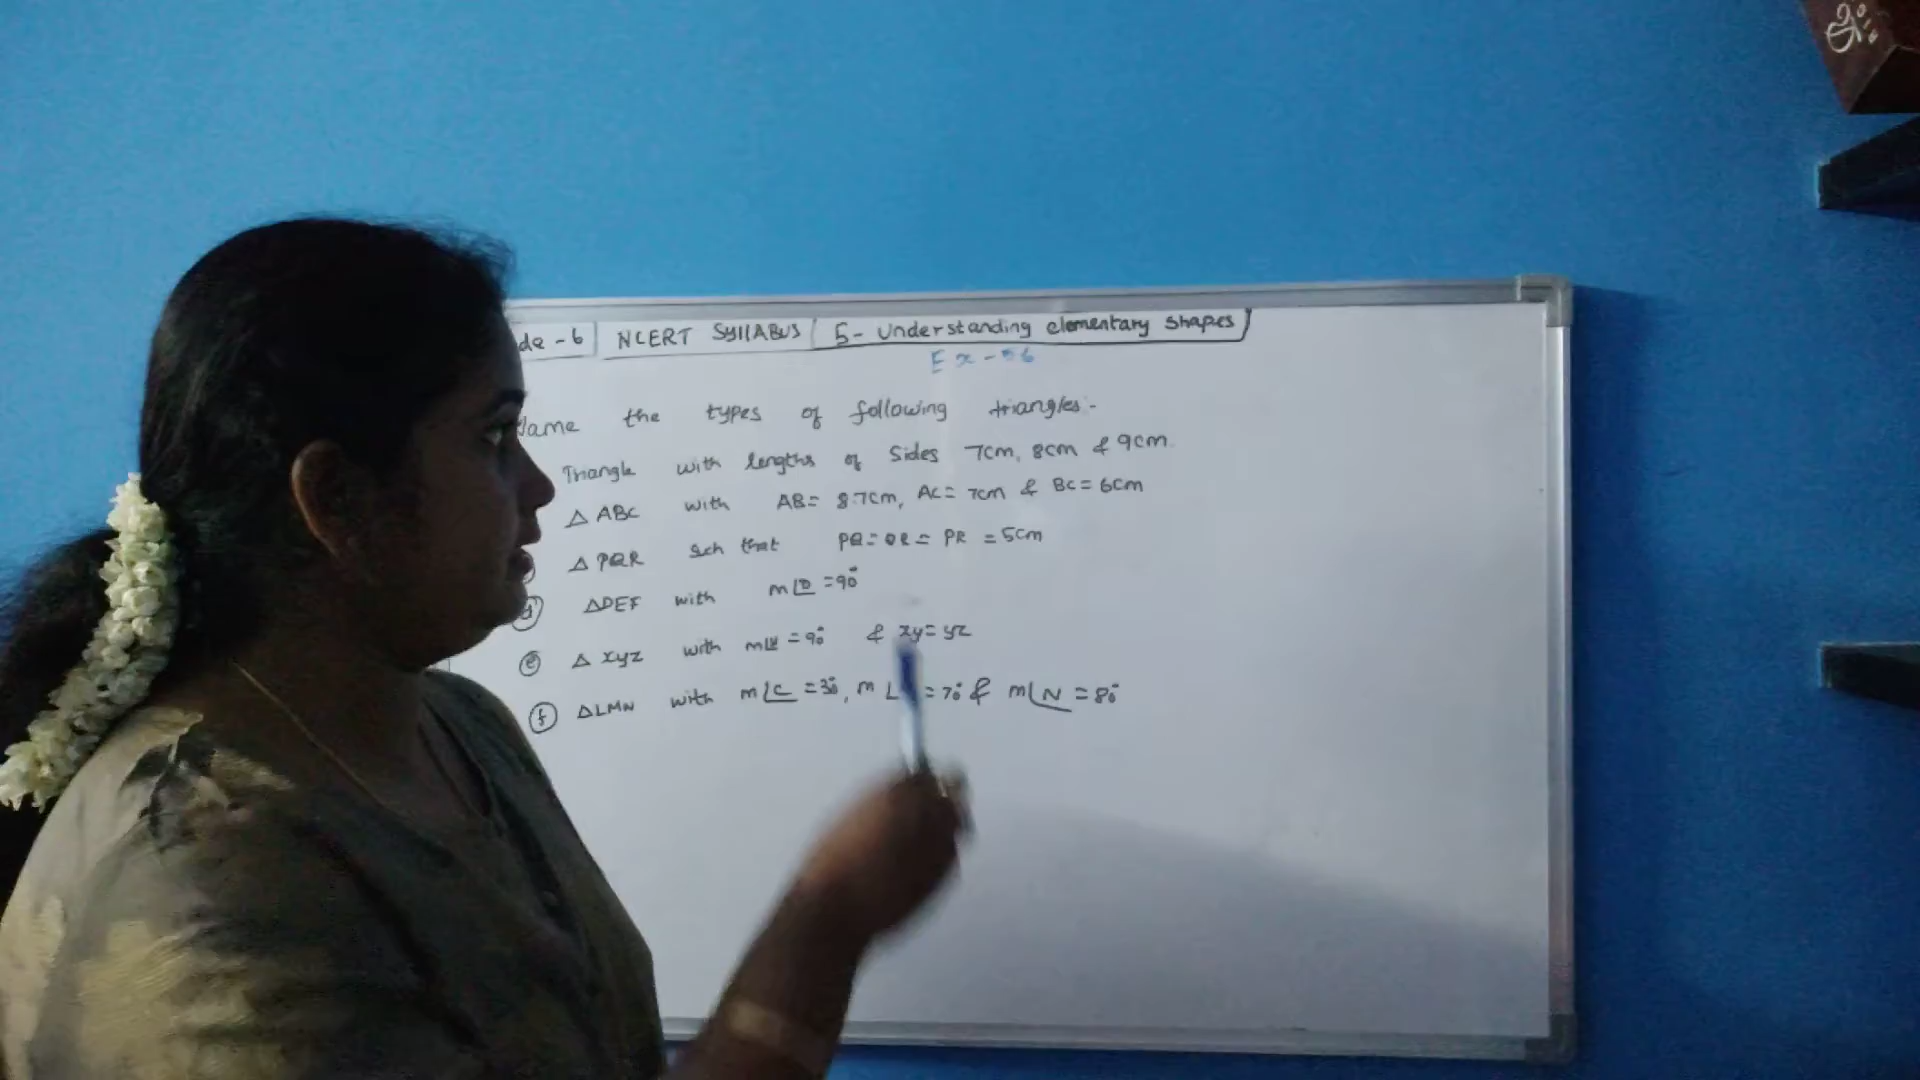 de - 6 | NCERT SYllABUS | 5- Understanding elementary shapes
Ex - 56
Name the types of following triangles:-
Triangle with lengths of Sides 7cm, 8cm & 9cm.
△ ABC with AB= 8.7cm, AC= 7cm & BC= 6cm
△ PQR Such that PQ= QR= PR = 5cm
(d) △DEF with m∠D =90°
(e) △ xyz with m∠Y = 90° & xy= yz
(f) △LMN with m∠C =30°, m ∠ = 70° & m∠N = 80°